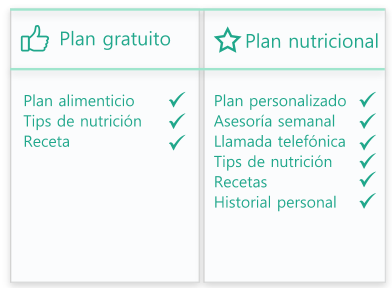 Plan gratuito
Plan alimenticio
Tips de nutrición
Receta
Plan nutricional
Plan personalizado
Asesoría semanal
Llamada telefónica
Tips de nutrición
Recetas
Historial personal